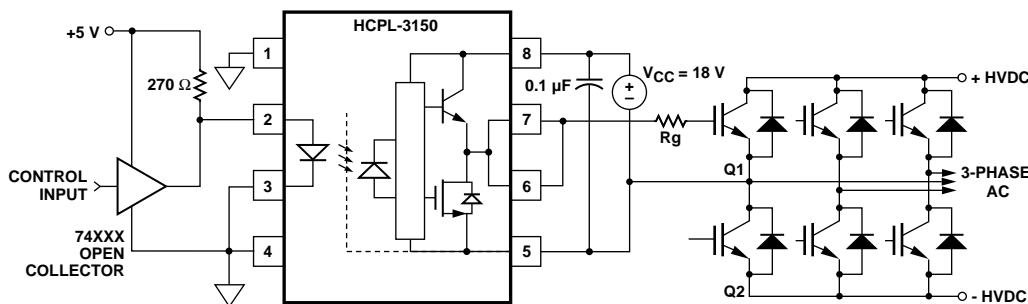 HCPL-3150
+5 V
270 Ω
CONTROL
INPUT
74XXX
OPEN
COLLECTOR
1
2
3
4
8
7
6
5
0.1 µF
VCC = 18 V
+
–
Rg
Q1
Q2
+ HVDC
3-PHASE
AC
- HVDC